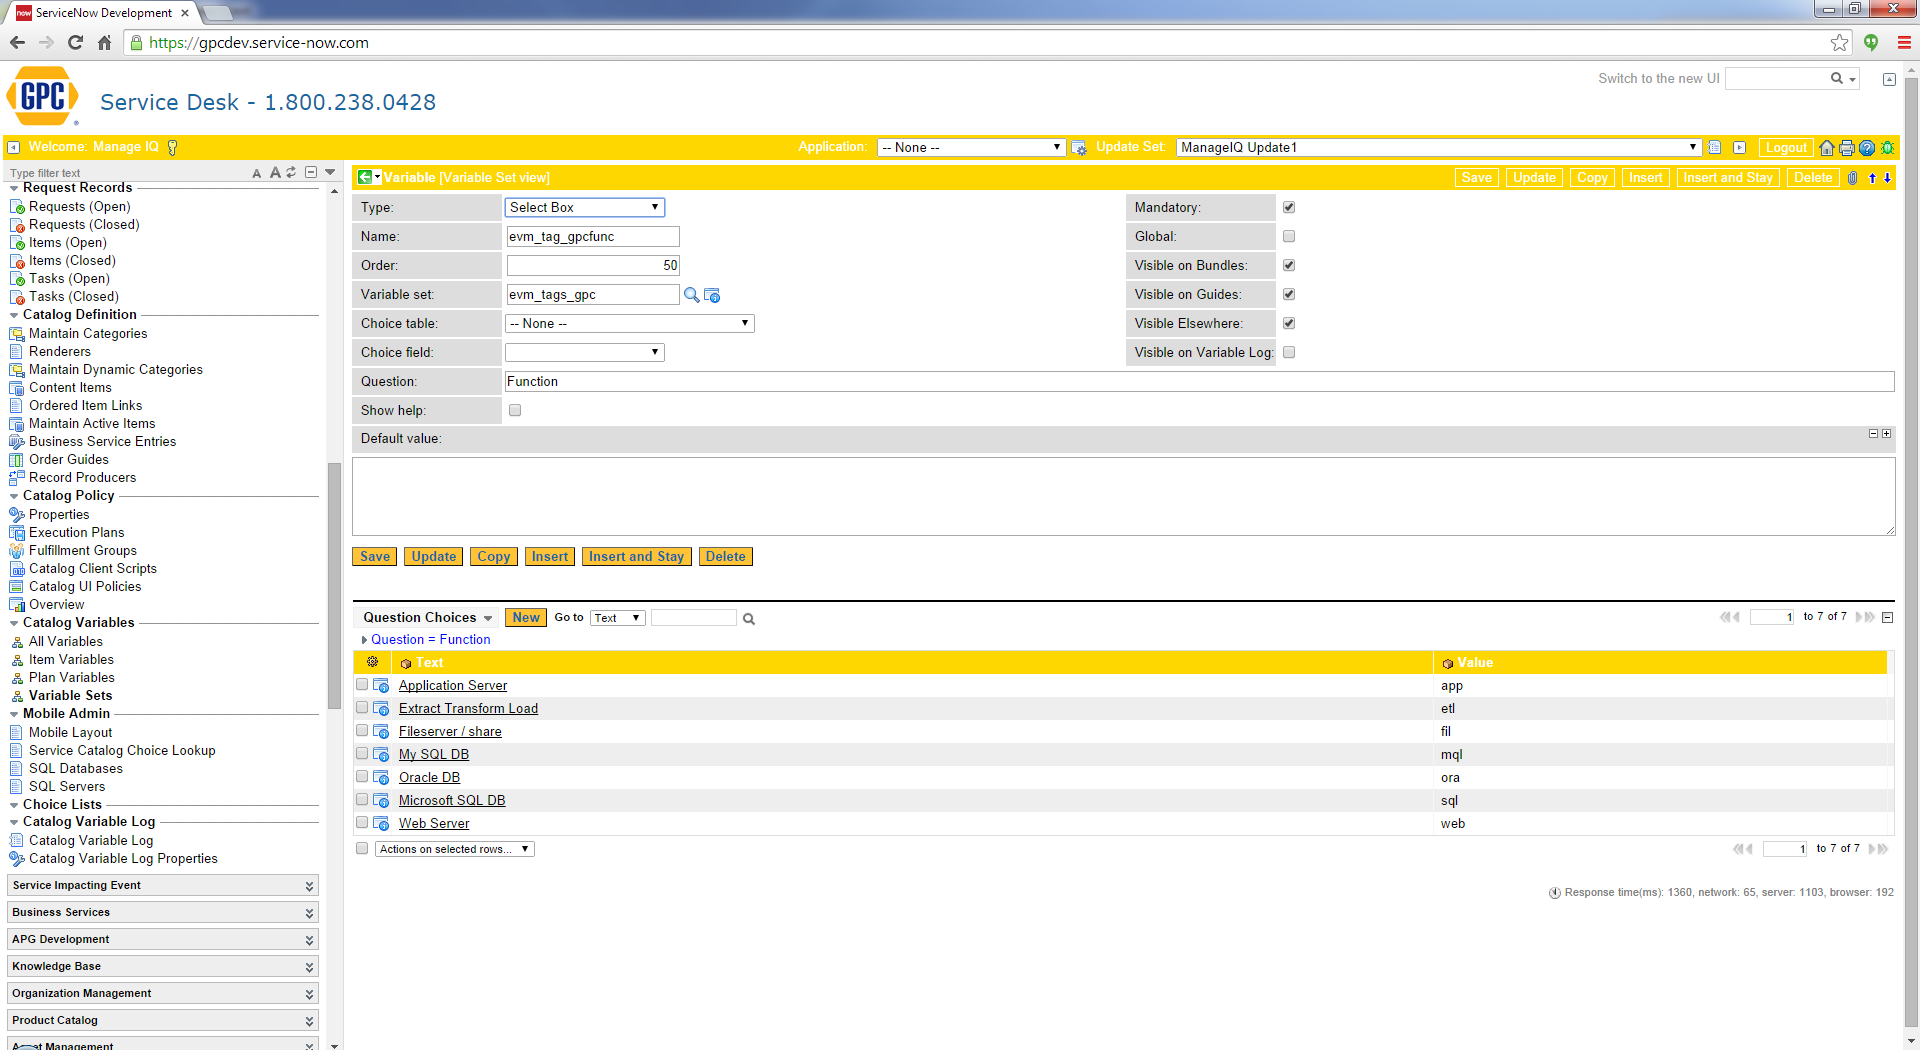 ServiceNow Development
https://gpcdev.service-now.com
GPC
Service Desk - 1.800.238.0428
Switch to the new UI
Welcome: Manage IQ
Application: -- None --
Update Set: ManageIQ Update1
Logout
Type filter text
A A
Request Records
Requests (Open)
Requests (Closed)
Items (Open)
Items (Closed)
Tasks (Open)
Tasks (Closed)
Catalog Definition
Maintain Categories
Renderers
Maintain Dynamic Categories
Content Items
Ordered Item Links
Maintain Active Items
Business Service Entries
Order Guides
Record Producers
Catalog Policy
Properties
Execution Plans
Fulfillment Groups
Catalog Client Scripts
Catalog UI Policies
Overview
Catalog Variables
All Variables
Item Variables
Plan Variables
Variable Sets
Mobile Admin
Mobile Layout
Service Catalog Choice Lookup
SQL Databases
SQL Servers
Choice Lists
Catalog Variable Log
Catalog Variable Log
Catalog Variable Log Properties
Service Impacting Event
Business Services
APG Development
Knowledge Base
Organization Management
Product Catalog
Asset Management
Variable [Variable Set view]
Save Update Copy Insert Insert and Stay Delete
Type: Select Box
Name: evm_tag_gpcfunc
Order: 50
Variable set: evm_tags_gpc
Choice table: -- None --
Choice field:
Mandatory:
Global:
Visible on Bundles:
Visible on Guides:
Visible Elsewhere:
Visible on Variable Log:
Question: Function
Show help:
Default value:
Save Update Copy Insert Insert and Stay Delete
Question Choices New Go to Text 1 to 7 of 7
Question = Function
Text Value
Application Server app
Extract Transform Load etl
Fileserver / share fil
My SQL DB mql
Oracle DB ora
Microsoft SQL DB sql
Web Server web
Actions on selected rows... 1 to 7 of 7
Response time(ms): 1360, network: 65, server: 1103, browser: 192